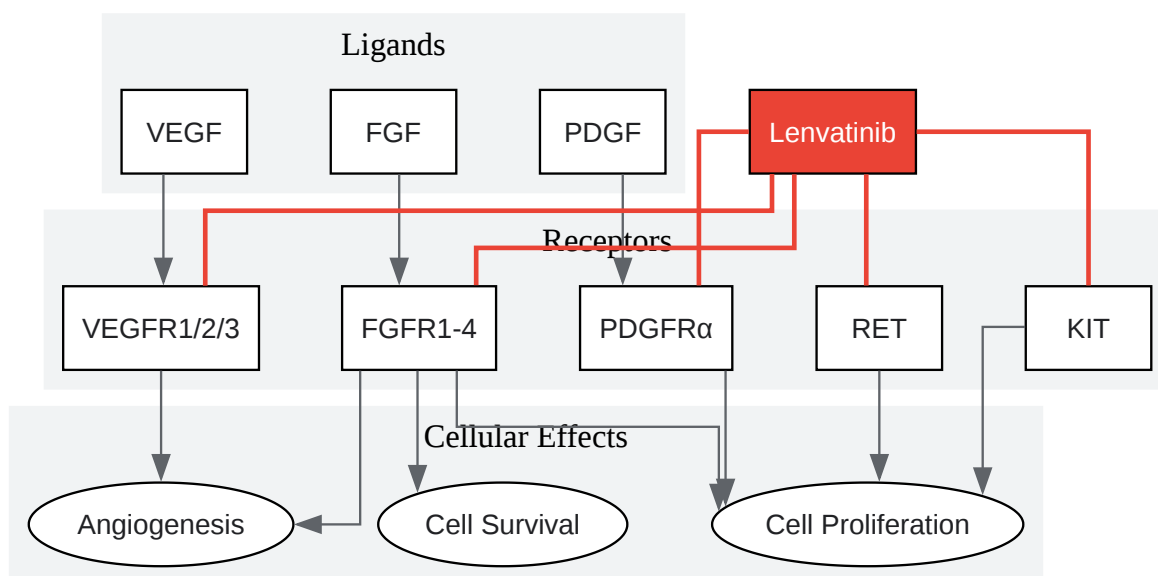 Ligands
VEGF
FGF
PDGF
Lenvatinib
Receptors
VEGFR1/2/3
FGFR1-4
PDGFRα
RET
KIT
Cellular Effects
Angiogenesis
Cell Survival
Cell Proliferation